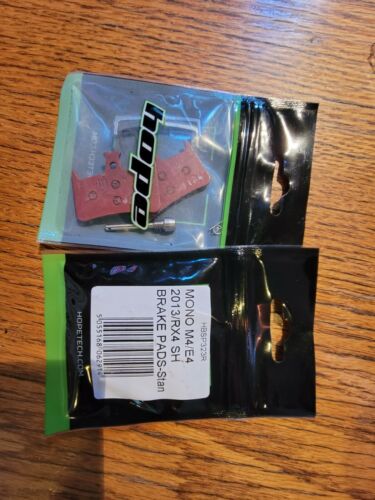 hope
HBSP323R
MONO M4/E4
2013/RX4 SH
BRAKE PADS-Stan
HOPETECH.COM